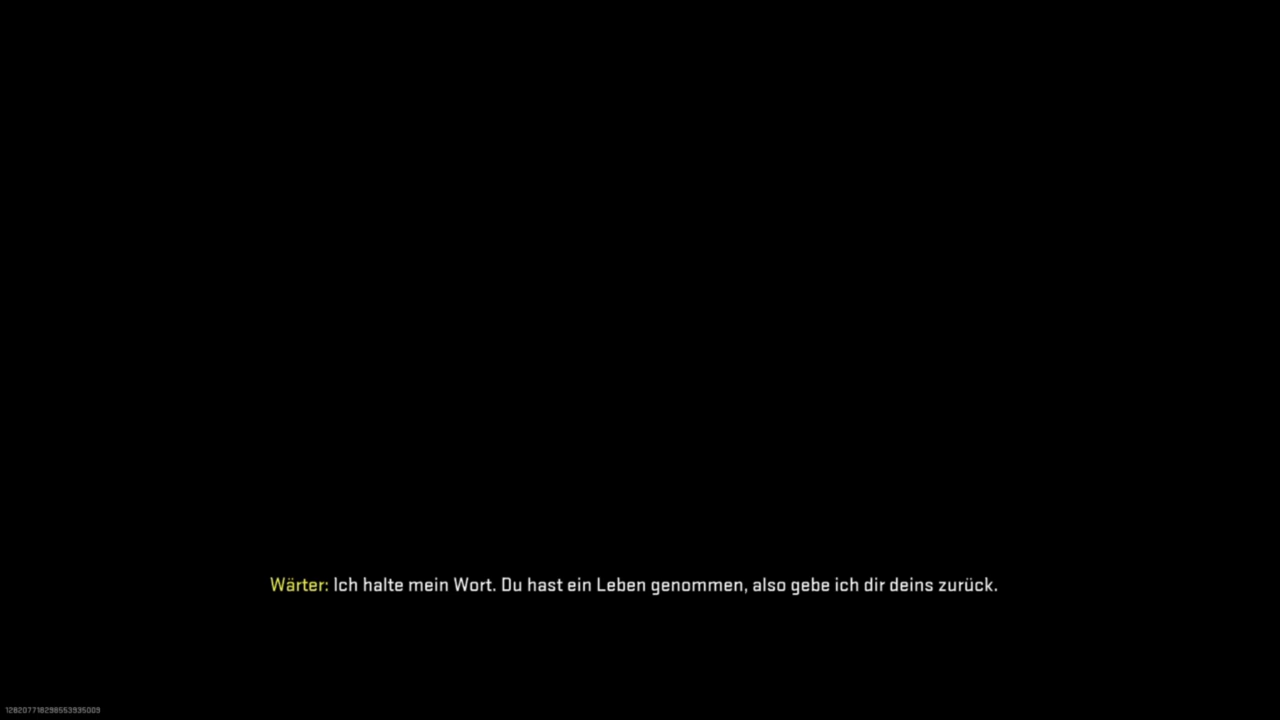 Wärter: Ich halte mein Wort. Du hast ein Leben genommen, also gebe ich dir deins zurück.